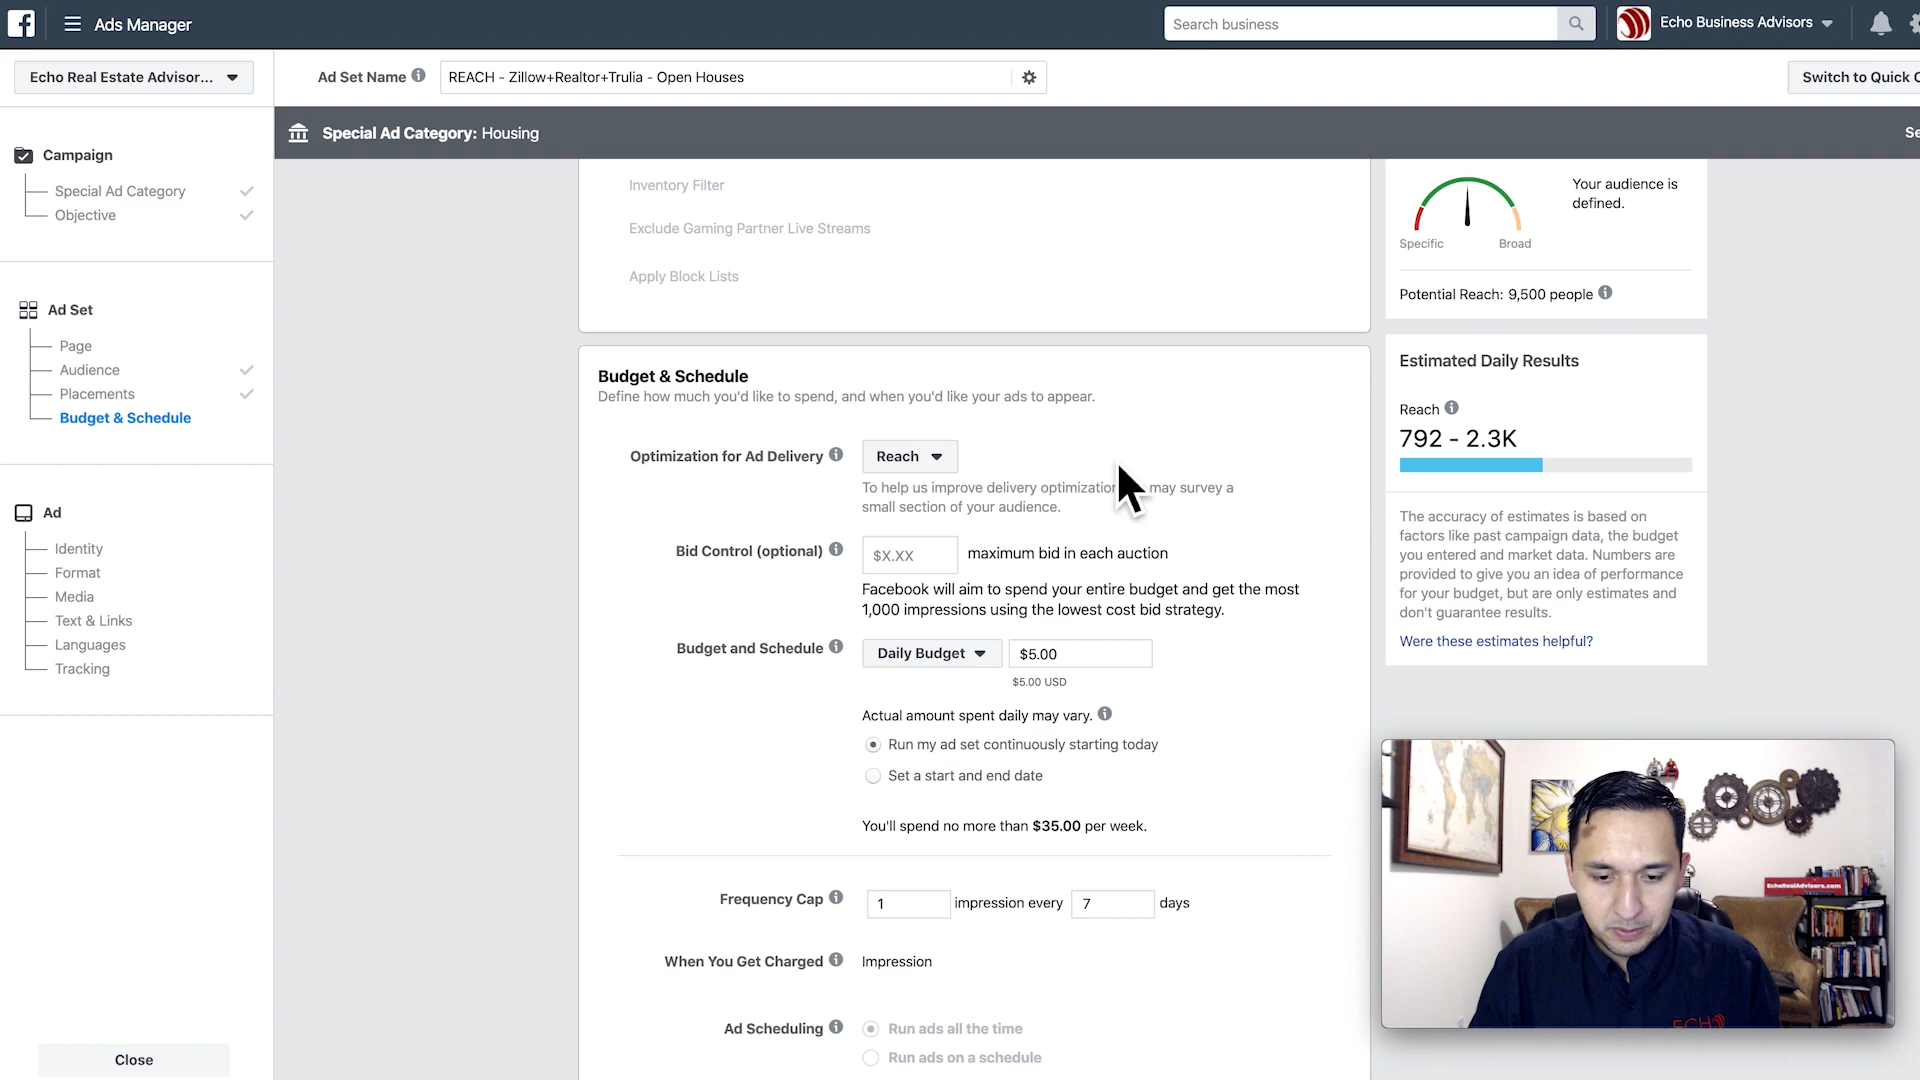 Ads Manager
Search business
Echo Business Advisors
Echo Real Estate Advisor...
Ad Set Name
REACH - Zillow+Realtor+Trulia - Open Houses
Switch to Quick C
Special Ad Category: Housing
Se
Campaign
Special Ad Category
Objective
Ad Set
Page
Audience
Placements
Budget & Schedule
Ad
Identity
Format
Media
Text & Links
Languages
Tracking
Close
Inventory Filter
Exclude Gaming Partner Live Streams
Apply Block Lists
Budget & Schedule
Define how much you'd like to spend, and when you'd like your ads to appear.
Optimization for Ad Delivery
Reach
To help us improve delivery optimization may survey a
small section of your audience.
Bid Control (optional)
$X.XX
maximum bid in each auction
Facebook will aim to spend your entire budget and get the most
1,000 impressions using the lowest cost bid strategy.
Budget and Schedule
Daily Budget
$5.00
$5.00 USD
Actual amount spent daily may vary.
Run my ad set continuously starting today
Set a start and end date
You'll spend no more than $35.00 per week.
Frequency Cap
1
impression every
7
days
When You Get Charged
Impression
Ad Scheduling
Run ads all the time
Run ads on a schedule
Specific
Broad
Your audience is
defined.
Potential Reach: 9,500 people
Estimated Daily Results
Reach
792 - 2.3K
The accuracy of estimates is based on
factors like past campaign data, the budget
you entered and market data. Numbers are
provided to give you an idea of performance
for your budget, but are only estimates and
don't guarantee results.
Were these estimates helpful?
EchoRealAdvisors.com
ECHO